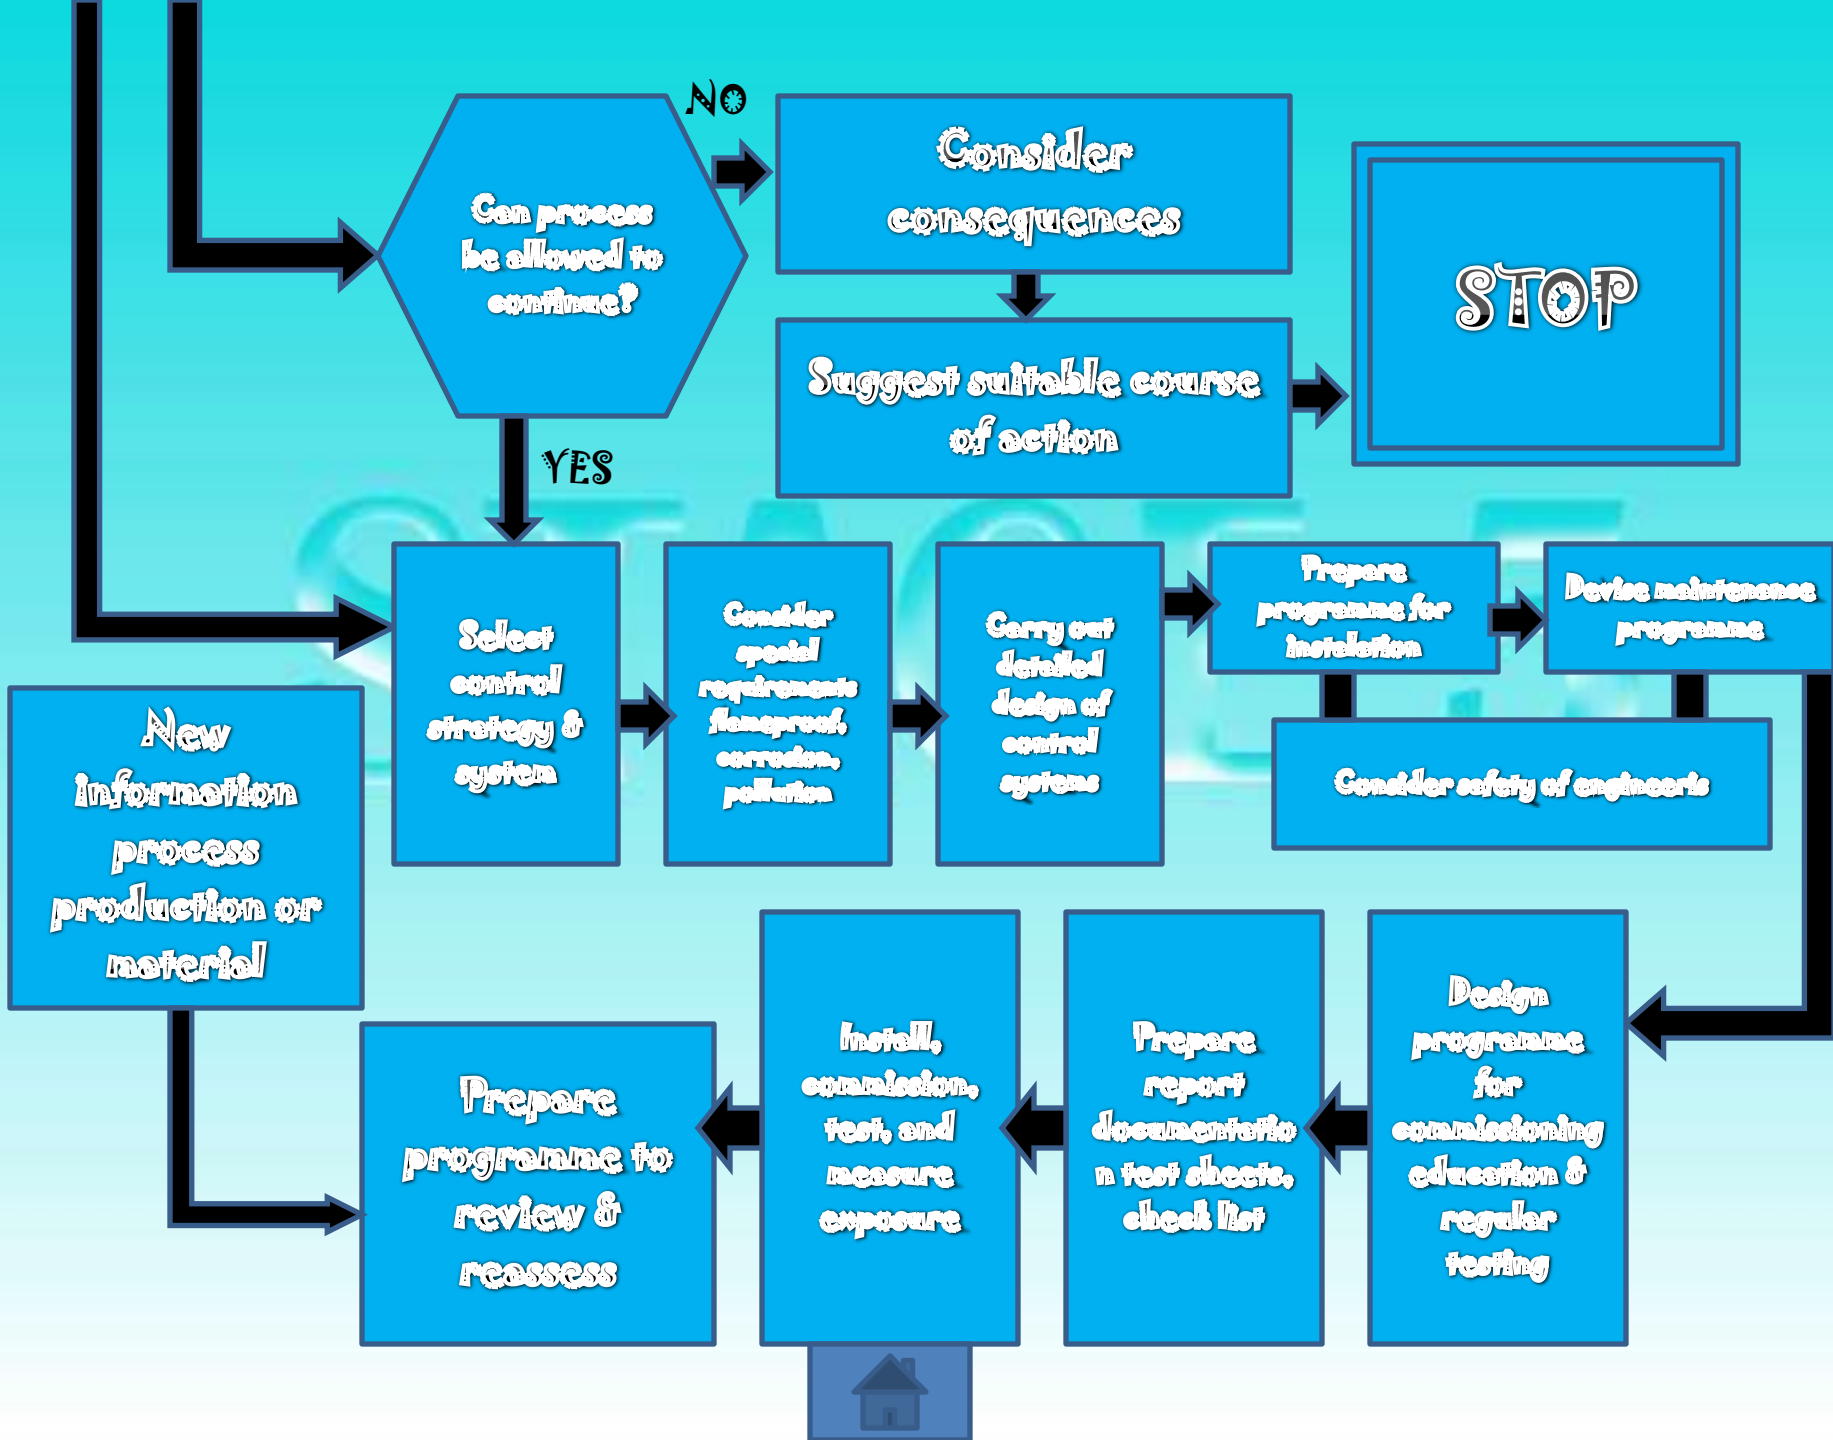 NO
Can process
be allowed to
continue?
Consider
consequences
STOP
Suggest suitable course
of action
YES
Select
control
strategy &
system
Consider
special
requirements
flameproof,
corrosion,
pollution
Carry out
detailed
design of
control
systems
Prepare
programme for
instalation
Devise maintenence
programme
Consider safety of engineeris
New
information
process
production or
material
Prepare
programme to
review &
reassess
Install,
commission,
test, and
measure
exposure
Prepare
report
documentatio
n test sheets,
check list
Design
programme
for
commissioning
education &
regular
testing